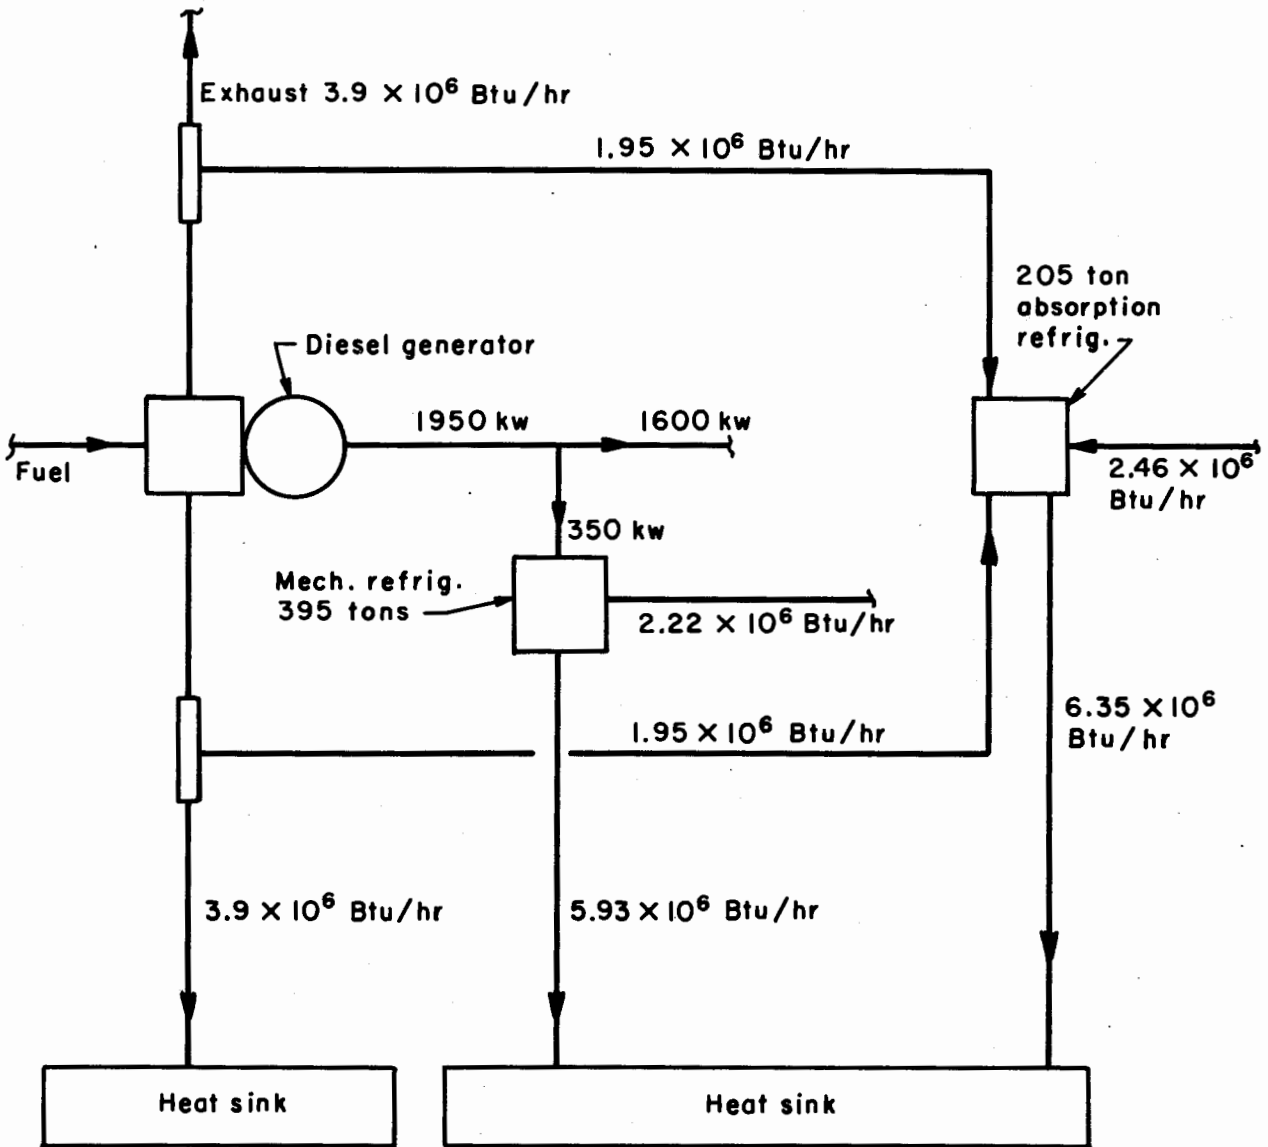 Exhaust 3.9 × 10⁶ Btu/hr
1.95 × 10⁶ Btu/hr
205 ton
absorption
refrig.
Diesel generator
1950 kw
1600 kw
Fuel
2.46 × 10⁶
Btu/hr
350 kw
Mech. refrig.
395 tons
2.22 × 10⁶ Btu/hr
6.35 × 10⁶
Btu/hr
1.95 × 10⁶ Btu/hr
3.9 × 10⁶ Btu/hr
5.93 × 10⁶ Btu/hr
Heat sink
Heat sink